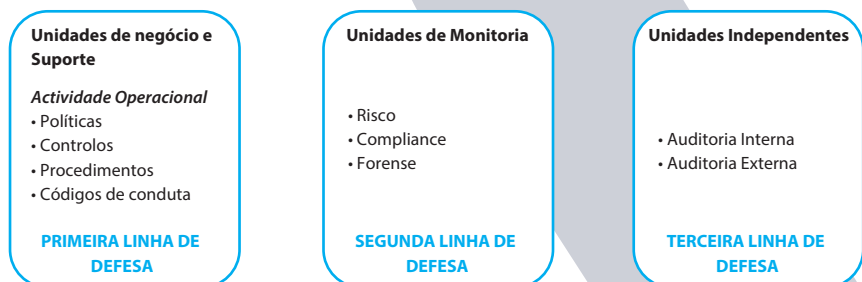 Unidades de negócio e
Suporte
Actividade Operacional
• Políticas
• Controlos
• Procedimentos
• Códigos de conduta
PRIMEIRA LINHA DE
DEFESA
Unidades de Monitoria
• Risco
• Compliance
• Forense
SEGUNDA LINHA DE
DEFESA
Unidades Independentes
• Auditoria Interna
• Auditoria Externa
TERCEIRA LINHA DE
DEFESA